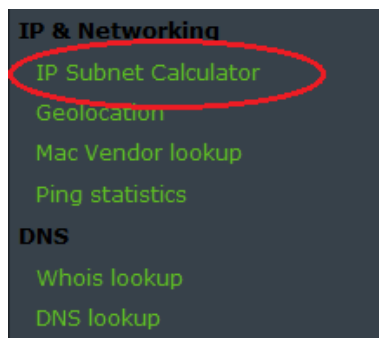 IP & Networking
IP Subnet Calculator
Geolocation
Mac Vendor lookup
Ping statistics
DNS
Whois lookup
DNS lookup